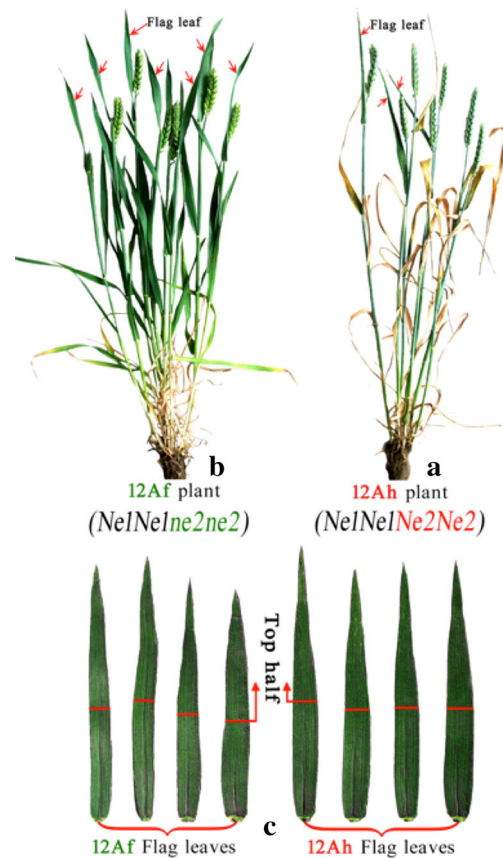 Flag leaf
Flag leaf
b
a
12Af plant
12Ah plant
(Ne1Ne1ne2ne2)
(Ne1Ne1Ne2Ne2)
Top half
c
12Af Flag leaves
12Ah Flag leaves